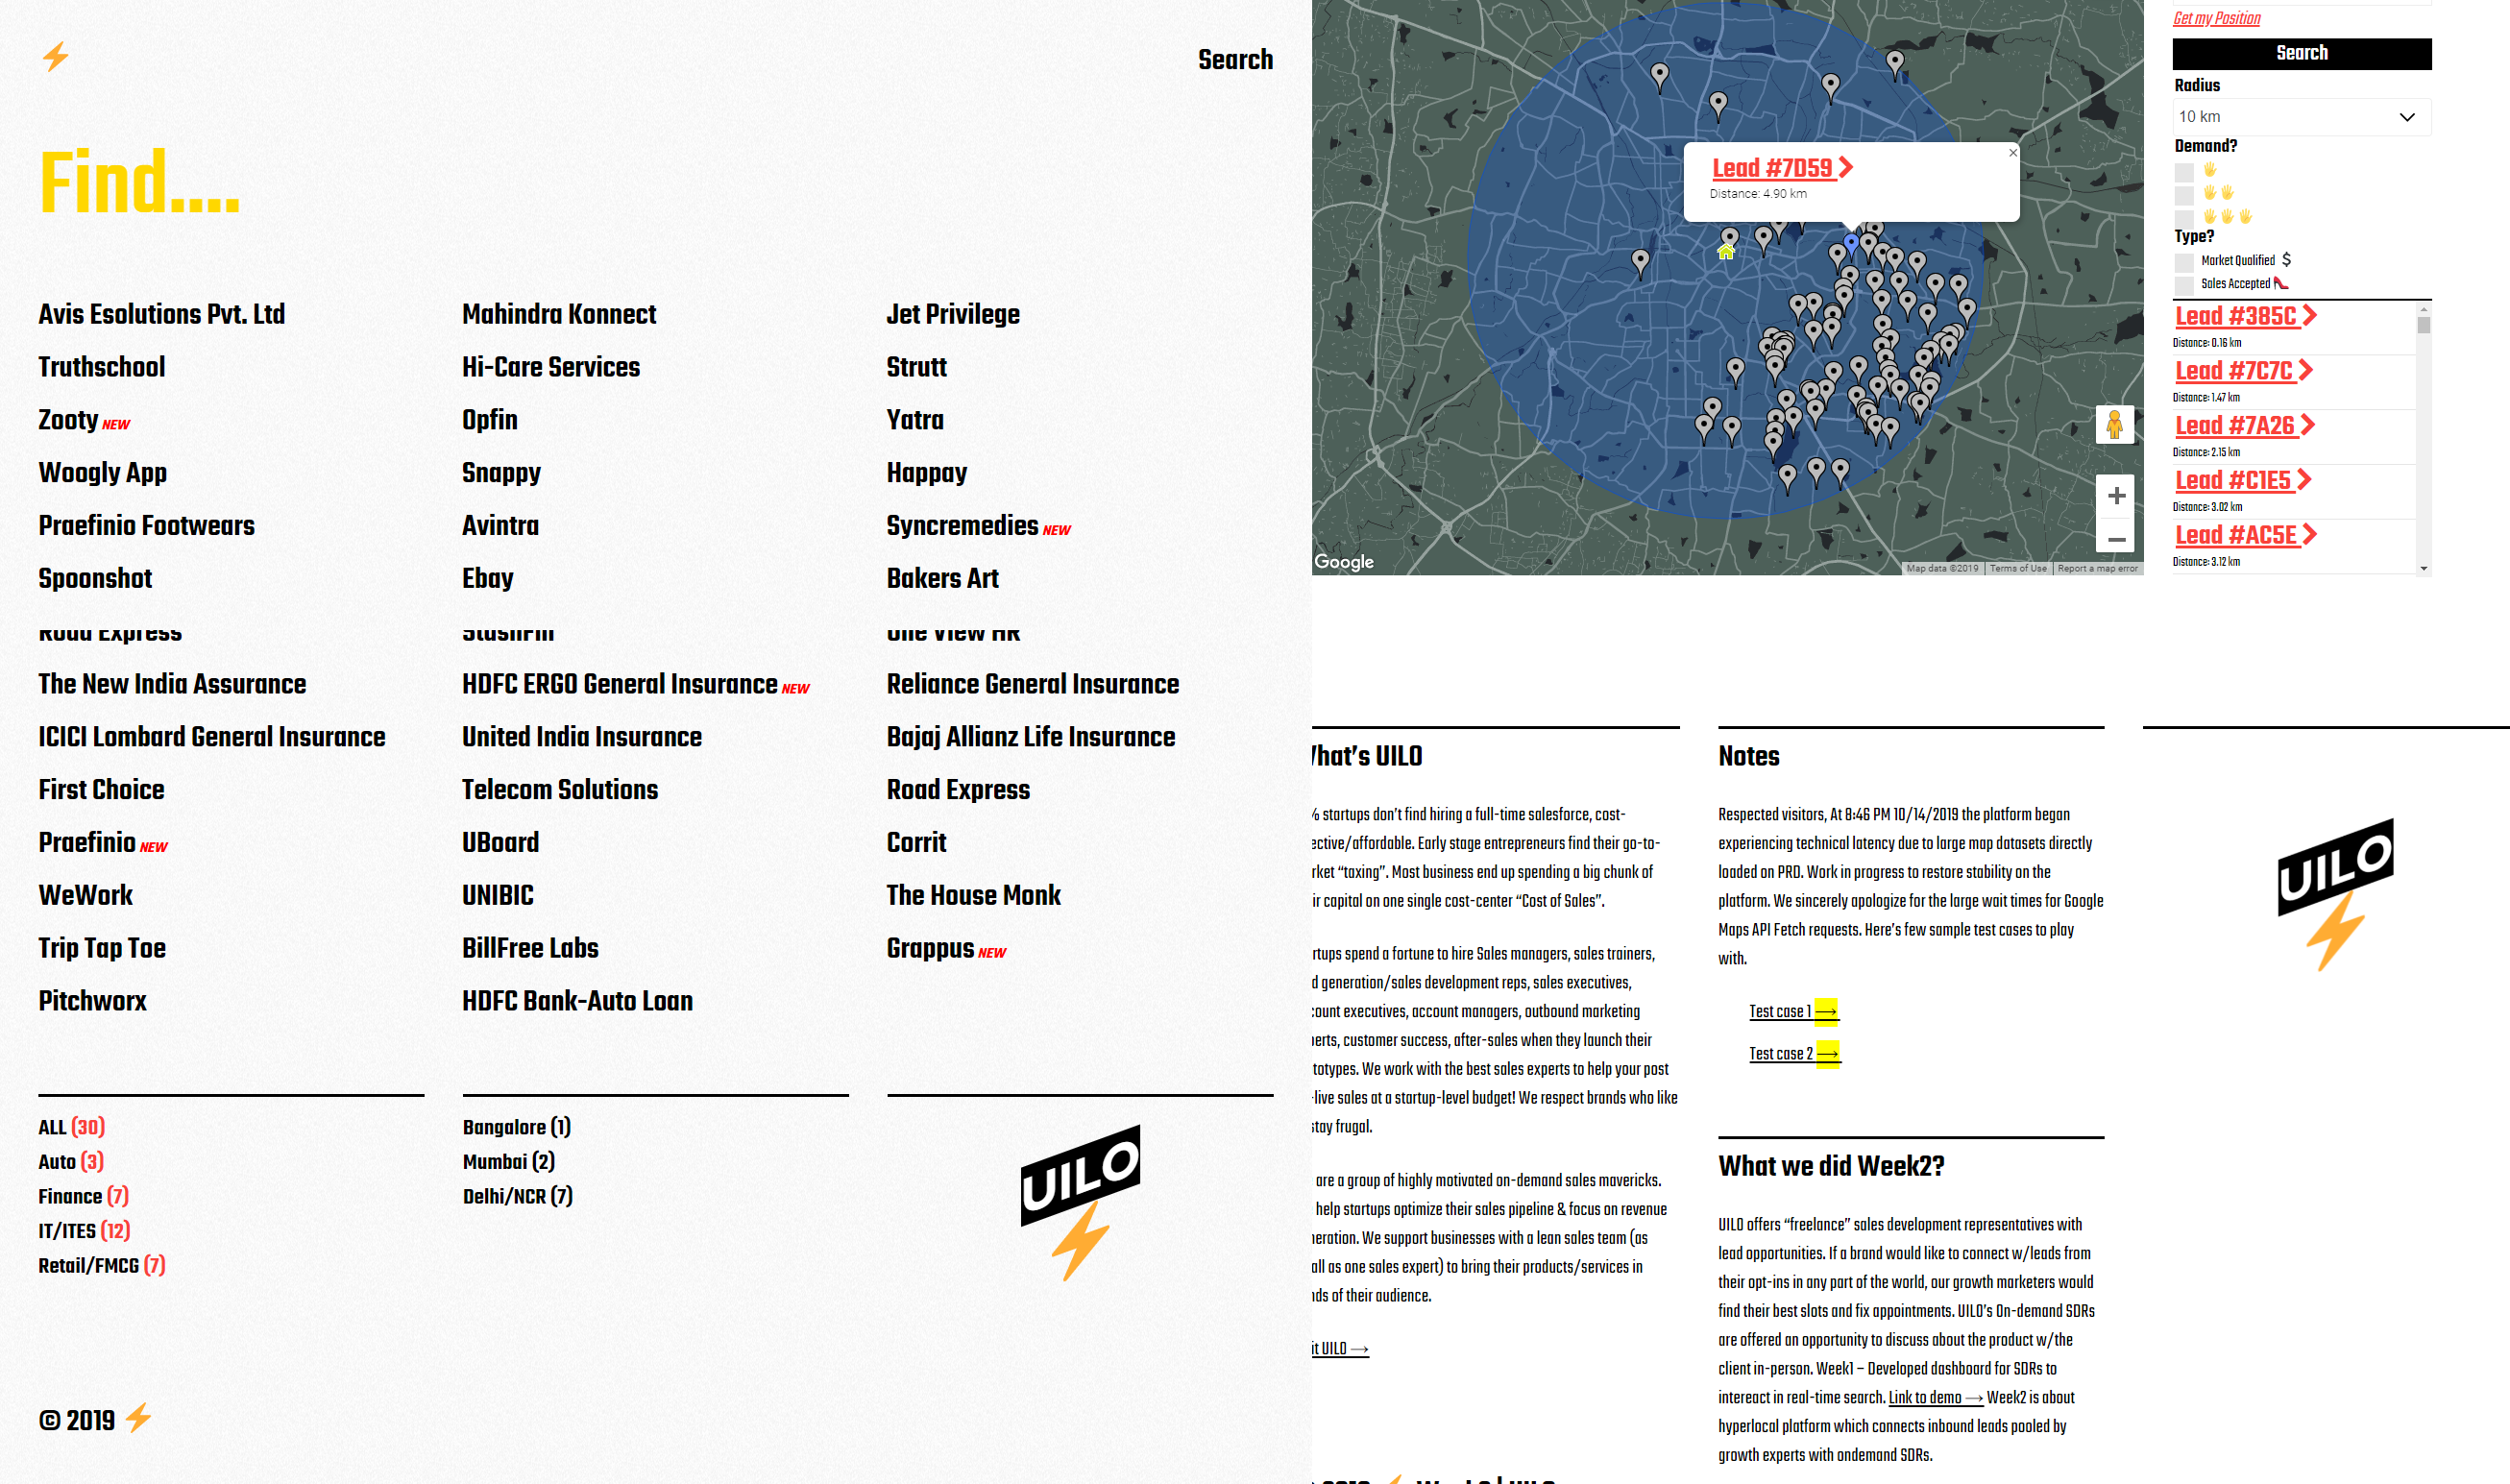 Search
Find....
Avis Esolutions Pvt. Ltd
Truthschool
Zooty NEW
Woogly App
Praefinio Footwears
Spoonshot
Road Express
The New India Assurance
ICICI Lombard General Insurance
First Choice
Praefinio NEW
WeWork
Trip Tap Toe
Pitchworx
Mahindra Konnect
Hi-Care Services
Opfin
Snappy
Avintra
Ebay
HDFC ERGO General Insurance NEW
United India Insurance
Telecom Solutions
UBoard
UNIBIC
BillFree Labs
HDFC Bank-Auto Loan
Jet Privilege
Strutt
Yatra
Happay
Syncremedies NEW
Bakers Art
One View HR
Reliance General Insurance
Bajaj Allianz Life Insurance
Road Express
Corrit
The House Monk
Grappus NEW
ALL (30)
Auto (3)
Finance (7)
IT/ITES (12)
Retail/FMCG (7)
Bangalore (1)
Mumbai (2)
Delhi/NCR (7)
UILO
© 2019
Lead #7D59
Distance: 4.90 km
Google
Map data ©2019
Terms of Use
Report a map error
Get my Position
Search
Radius
10 km
Demand?
Type?
Market Qualified $
Sales Accepted
Lead #385C
Distance: 0.16 km
Lead #7C7C
Distance: 1.47 km
Lead #7A26
Distance: 2.15 km
Lead #C1E5
Distance: 3.02 km
Lead #AC5E
Distance: 3.12 km
hat's UILO
% startups don't find hiring a full-time salesforce, cost-
ective/affordable. Early stage entrepreneurs find their go-to-
rket “taxing”. Most business end up spending a big chunk of
ir capital on one single cost-center “Cost of Sales”.
rtups spend a fortune to hire Sales managers, sales trainers,
d generation/sales development reps, sales executives,
count executives, account managers, outbound marketing
perts, customer success, after-sales when they launch their
totypes. We work with the best sales experts to help your post
-live sales at a startup-level budget! We respect brands who like
stay frugal.
are a group of highly motivated on-demand sales mavericks.
help startups optimize their sales pipeline & focus on revenue
neration. We support businesses with a lean sales team (as
all as one sales expert) to bring their products/services in
nds of their audience.
it UILO →
Notes
Respected visitors, At 8:46 PM 10/14/2019 the platform began
experiencing technical latency due to large map datasets directly
loaded on PRD. Work in progress to restore stability on the
platform. We sincerely apologize for the large wait times for Google
Maps API Fetch requests. Here's few sample test cases to play
with.
Test case 1 →
Test case 2 →
What we did Week2?
UILO offers “freelance” sales development representatives with
lead opportunities. If a brand would like to connect w/leads from
their opt-ins in any part of the world, our growth marketers would
find their best slots and fix appointments. UILO's On-demand SDRs
are offered an opportunity to discuss about the product w/the
client in-person. Week1 – Developed dashboard for SDRs to
intereact in real-time search. Link to demo → Week2 is about
hyperlocal platform which connects inbound leads pooled by
growth experts with ondemand SDRs.
UILO